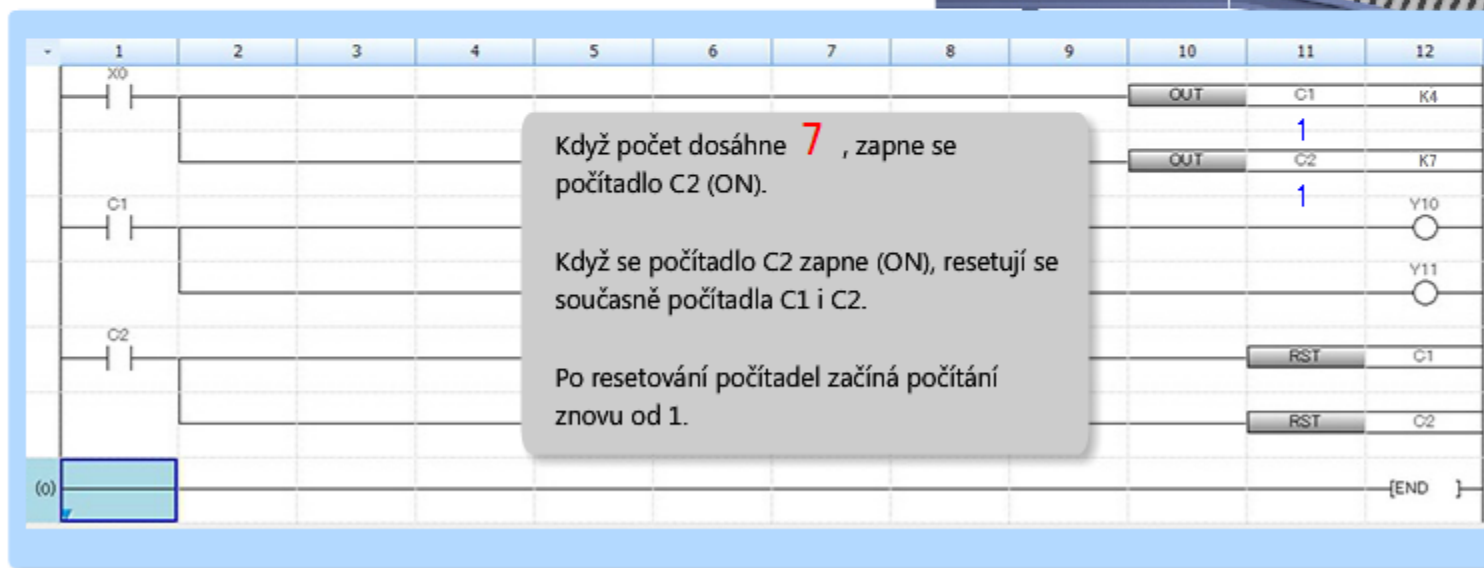 1 2 3 4 5 6 7 8 9 10 11 12
X0
OUT C1 K4
1
OUT C2 K7
1
C1
Y10
Y11
C2
RST C1
RST C2
(0) [END ]
Když počet dosáhne 7 , zapne se
počítadlo C2 (ON).
Když se počítadlo C2 zapne (ON), resetují se
současně počítadla C1 i C2.
Po resetování počítadel začíná počítání
znovu od 1.